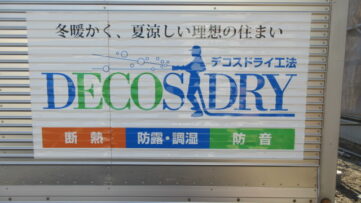 冬暖かく、夏涼しい理想の住まい
デコスドライ工法
DECOS DRY
断熱 防露・調湿 防音